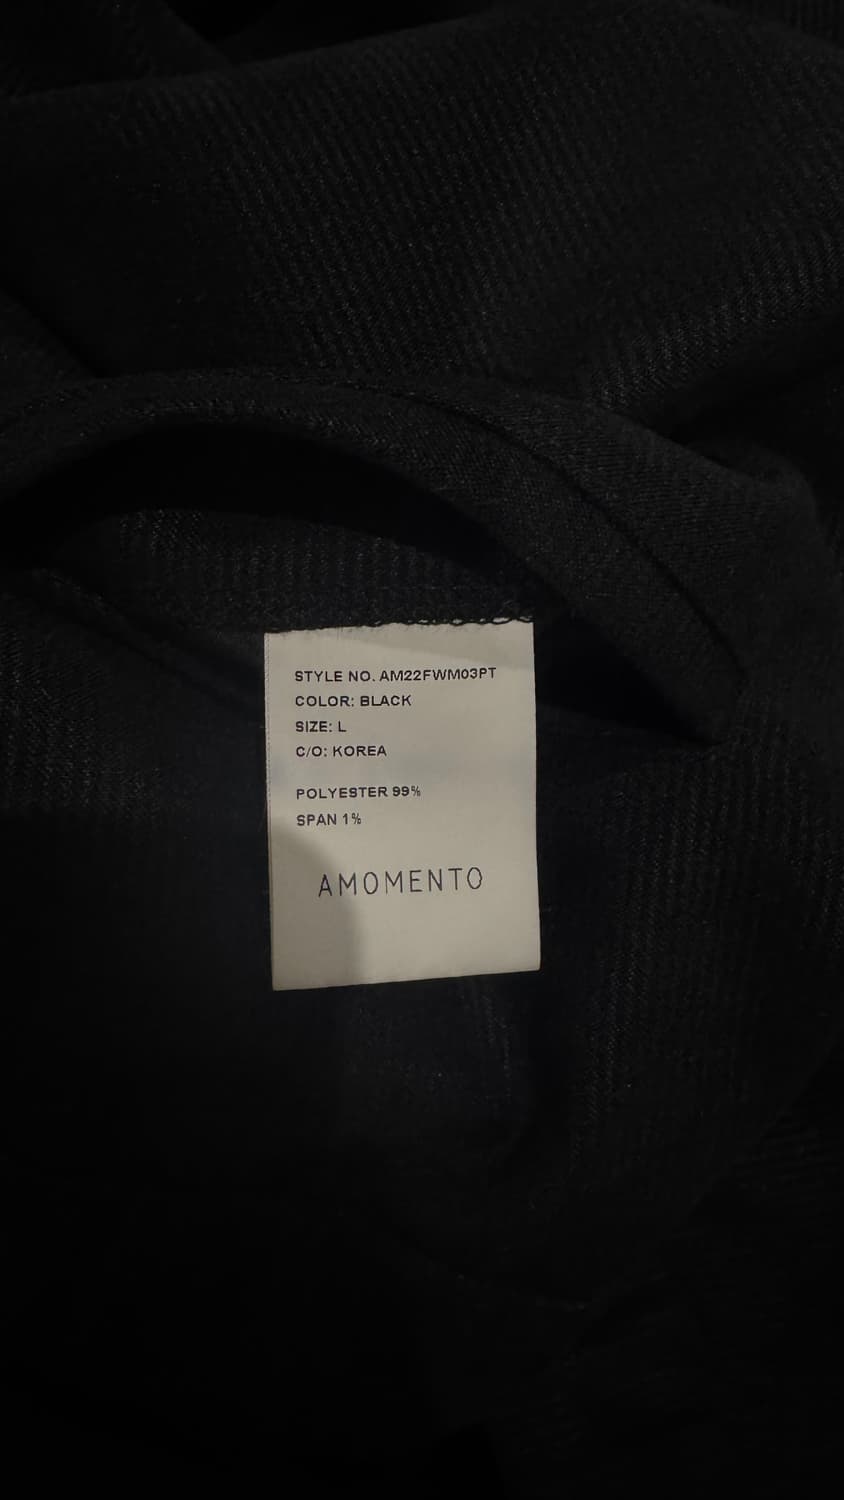 STYLE NO. AM22FWM03PT
COLOR: BLACK
SIZE: L
C/O: KOREA
POLYESTER 99%
SPAN 1%
AMOMENTO